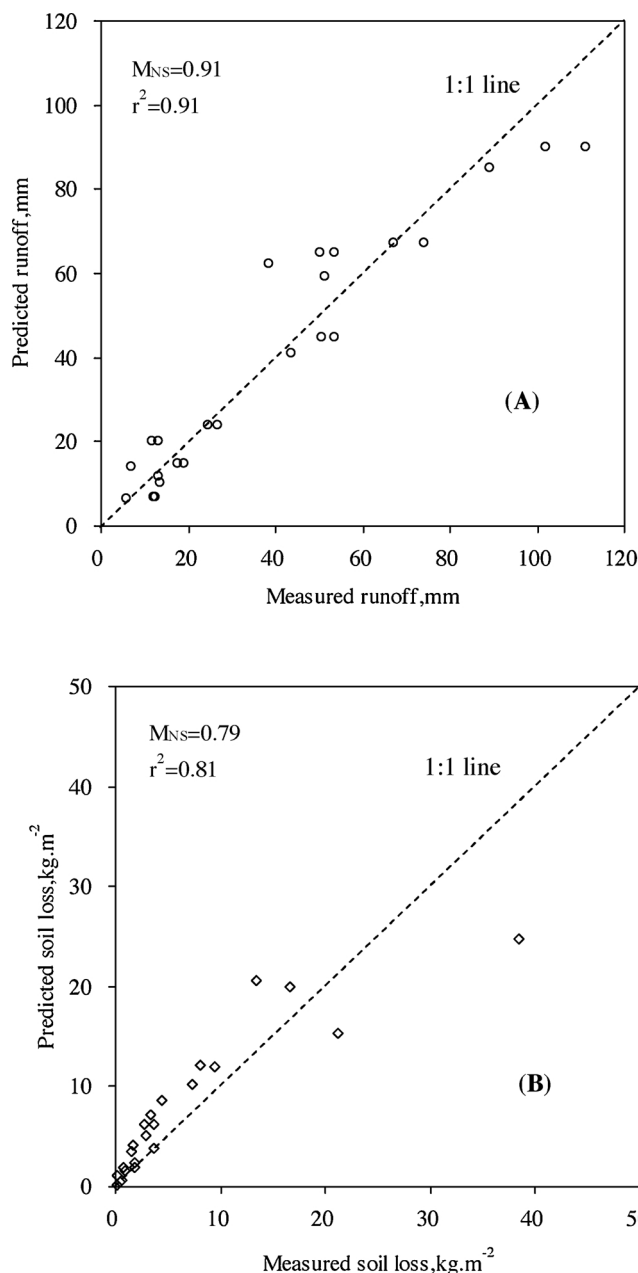 120
M_NS=0.91
1:1 line
100
r²=0.91
80
Predicted runoff,mm
60
40
(A)
20
0
0 20 40 60 80 100 120
Measured runoff,mm
50
M_NS=0.79
1:1 line
r²=0.81
40
Predicted soil loss,kg.m⁻²
30
20
10
(B)
0
0 10 20 30 40
Measured soil loss,kg.m⁻²